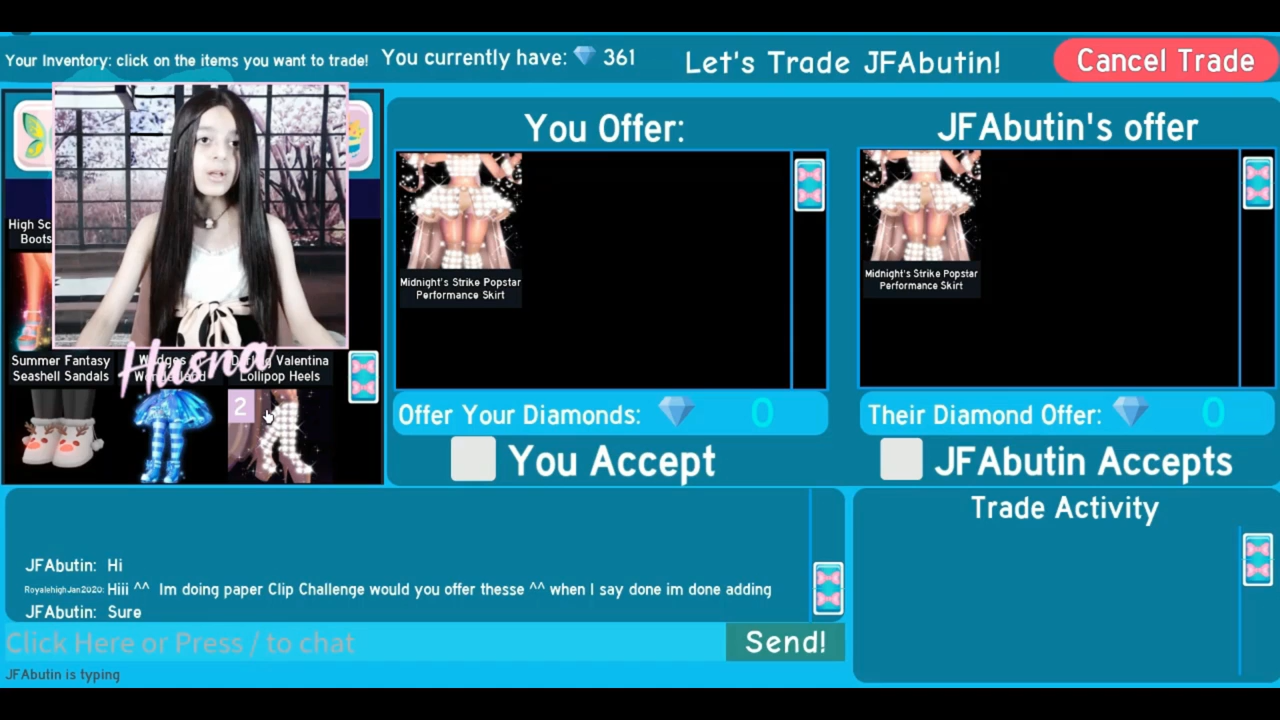 Your Inventory: click on the items you want to trade!
You currently have: 361
Let's Trade JFAbutin!
Cancel Trade
You Offer:
JFAbutin's offer
High Sc
Boots
Midnight's Strike Popstar
Performance Skirt
Midnight's Strike Popstar
Performance Skirt
Summer Fantasy
Seashell Sandals
Valentina
Lollipop Heels
Husna
2
Offer Your Diamonds: 0
Their Diamond Offer: 0
You Accept
JFAbutin Accepts
Trade Activity
JFAbutin: Hi
RoyalehighJan2020: Hiii ^^ Im doing paper Clip Challenge would you offer thesse ^^ when I say done im done adding
JFAbutin: Sure
Click Here or Press / to chat
Send!
JFAbutin is typing